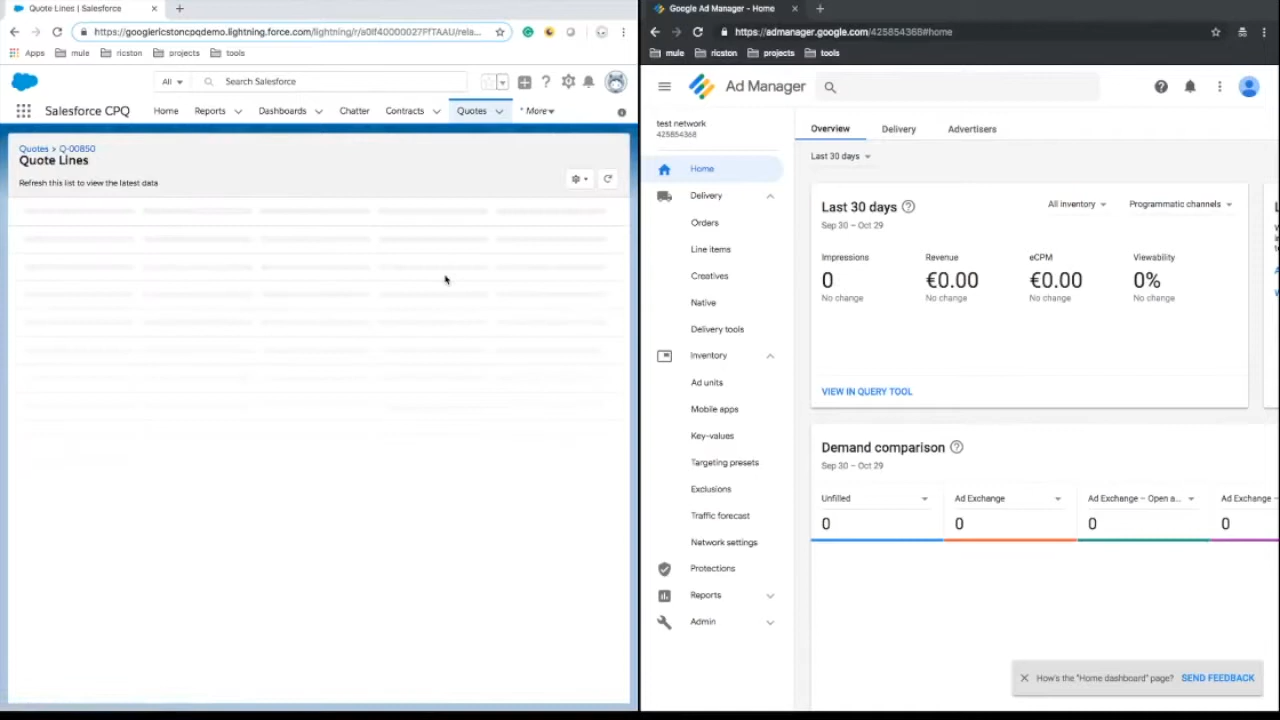 Quote Lines | Salesforce
https://googlericstoncpqdemo.lightning.force.com/lightning/r/a0lf40000027PfTAAU/rela...
Apps mule ricston projects tools
All Search Salesforce
Salesforce CPQ Home Reports Dashboards Chatter Contracts Quotes * More
Quotes > Q-00850
Quote Lines
Refresh this list to view the latest data
Google Ad Manager - Home
https://admanager.google.com/425854368#home
mule ricston projects tools
Ad Manager
test network
425854368
Home
Delivery
Orders
Line items
Creatives
Native
Delivery tools
Inventory
Ad units
Mobile apps
Key-values
Targeting presets
Exclusions
Traffic forecast
Network settings
Protections
Reports
Admin
Overview Delivery Advertisers
Last 30 days
Last 30 days All inventory Programmatic channels
Sep 30 – Oct 29
Impressions Revenue eCPM Viewability
0 €0.00 €0.00 0%
No change No change No change No change
VIEW IN QUERY TOOL
Demand comparison
Sep 30 – Oct 29
Unfilled Ad Exchange Ad Exchange – Open a... Ad Exchange –
0 0 0 0
How's the "Home dashboard" page? SEND FEEDBACK